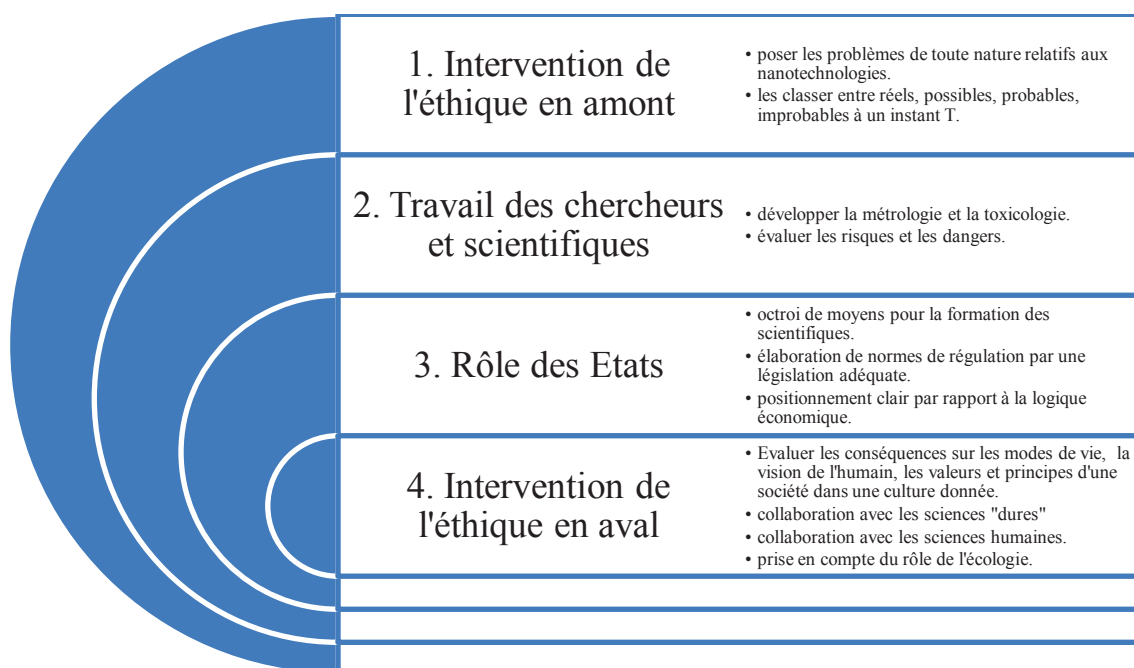 1. Intervention de
l'éthique en amont
• poser les problèmes de toute nature relatifs aux
nanotechnologies.
• les classer entre réels, possibles, probables,
improbables à un instant T.
2. Travail des chercheurs
et scientifiques
• développer la métrologie et la toxicologie.
• évaluer les risques et les dangers.
3. Rôle des Etats
• octroi de moyens pour la formation des
scientifiques.
• élaboration de normes de régulation par une
législation adéquate.
• positionnement clair par rapport à la logique
économique.
4. Intervention de
l'éthique en aval
• Evaluer les conséquences sur les modes de vie, la
vision de l'humain, les valeurs et principes d'une
société dans une culture donnée.
• collaboration avec les sciences "dures"
• collaboration avec les sciences humaines.
• prise en compte du rôle de l'écologie.